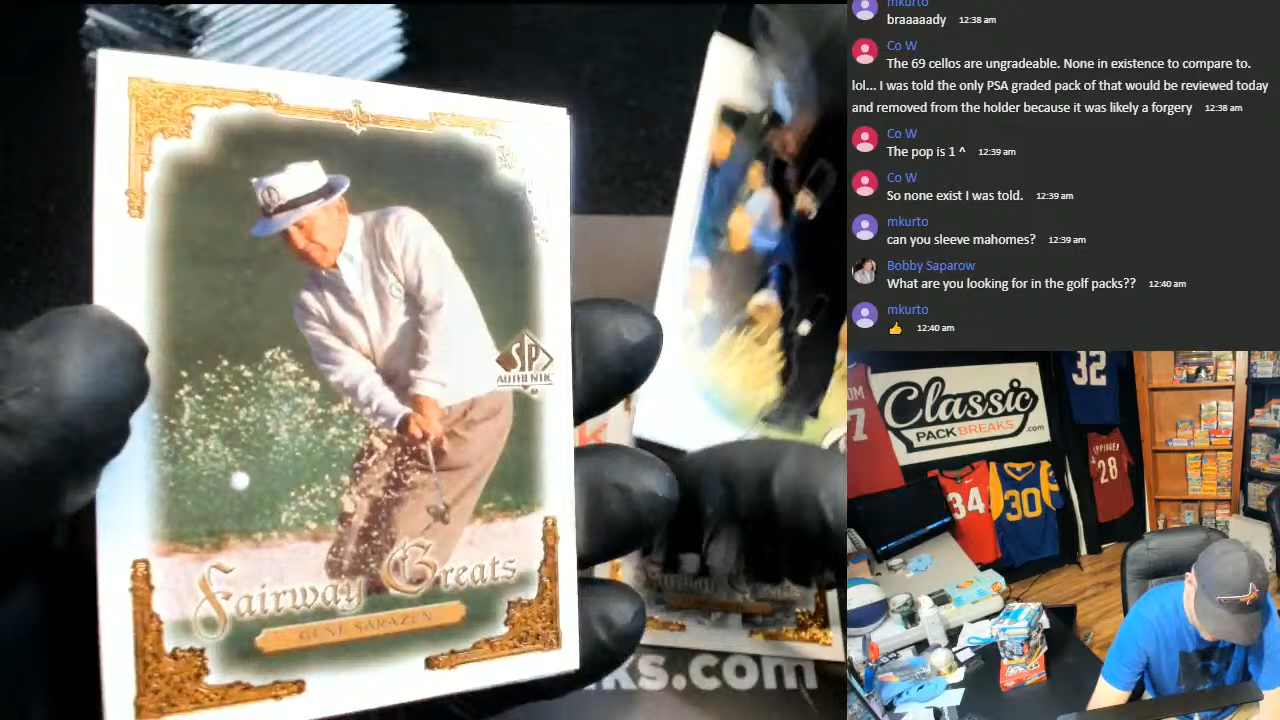 SP
AUTHENTIC
Fairway Greats
GENE SARAZEN
ks.com
mkurto
braaaaady 12:38 am
Co W
The 69 cellos are ungradeable. None in existence to compare to.
lol... I was told the only PSA graded pack of that would be reviewed today
and removed from the holder because it was likely a forgery 12:38 am
Co W
The pop is 1 ^ 12:39 am
Co W
So none exist I was told. 12:39 am
mkurto
can you sleeve mahomes? 12:39 am
Bobby Saparow
What are you looking for in the golf packs?? 12:40 am
mkurto
👍 12:40 am
Classic
PACKBREAKS.com
32
7
34
30
28